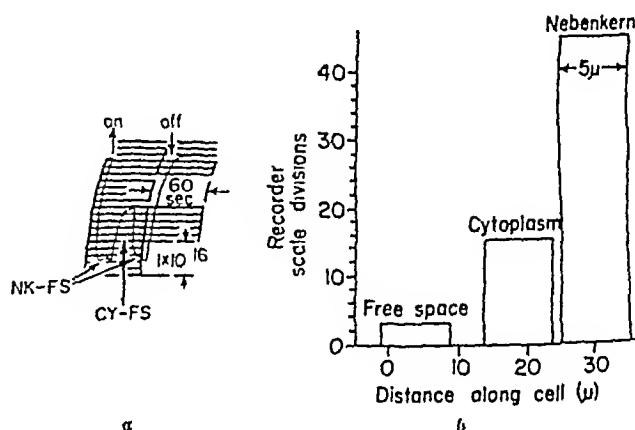 on off
60
sec
1x10 16
NK-FS
CY-FS
a
Recorder
scale divisions
40
30
20
10
0
Nebenkern
5μ
Cytoplasm
Free space
0 10 20 30
Distance along cell (μ)